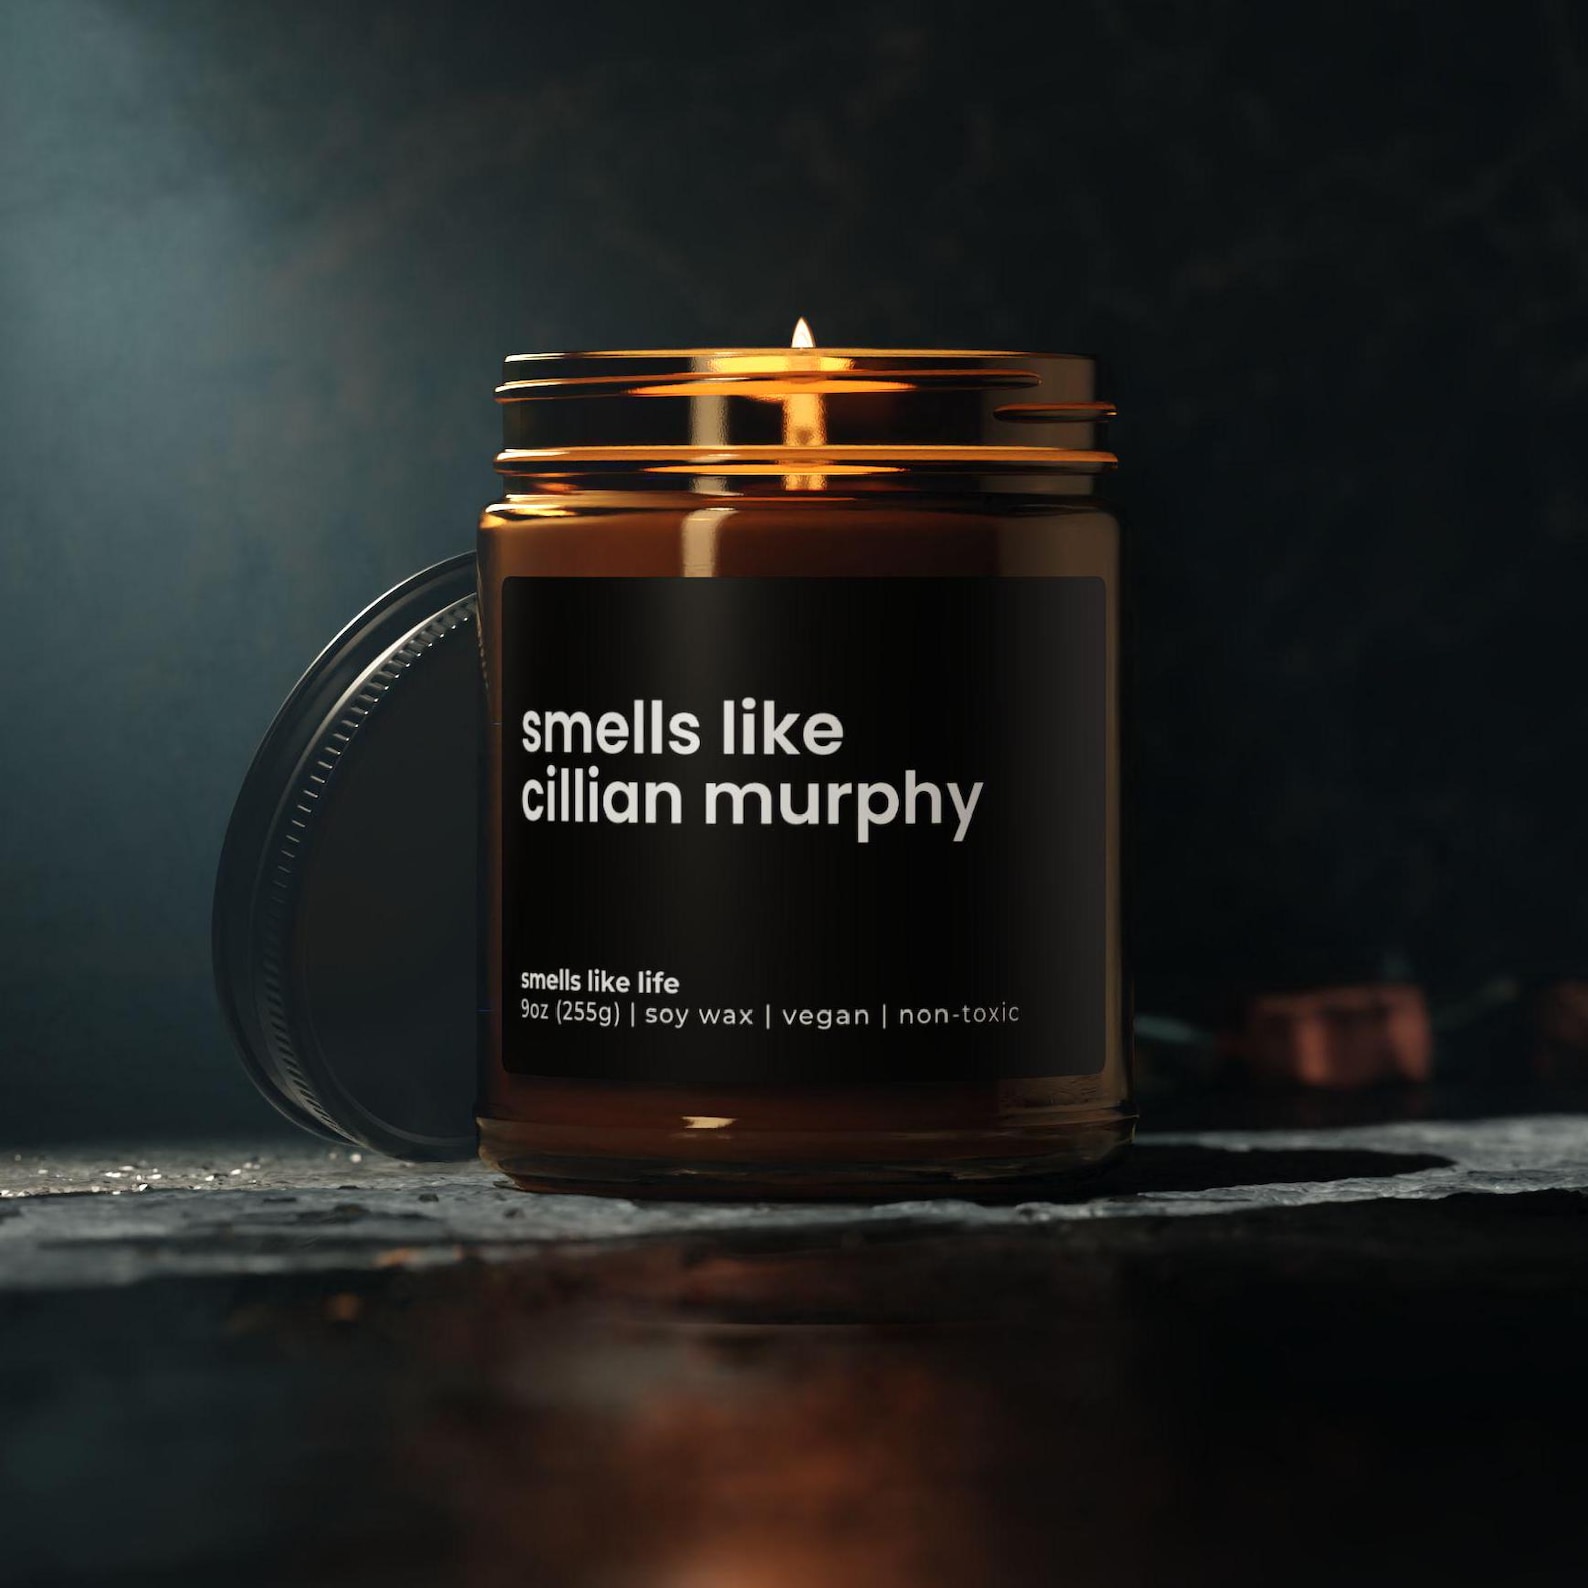 smells like
cillian murphy
smells like life
9oz (255g) | soy wax | vegan | non-toxic